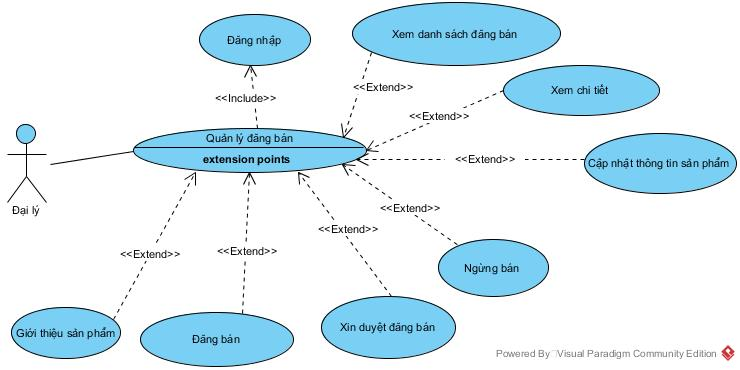 Đăng nhập
Xem danh sách đăng bán
<<Extend>>
<<Include>>
Xem chi tiết
<<Extend>>
Quản lý đăng bán
extension points
<<Extend>>
Cập nhật thông tin sản phẩm
Đại lý
<<Extend>>
<<Extend>>
<<Extend>>
<<Extend>>
Ngừng bán
Giới thiệu sản phẩm
Đăng bán
Xin duyệt đăng bán
Powered By Visual Paradigm Community Edition